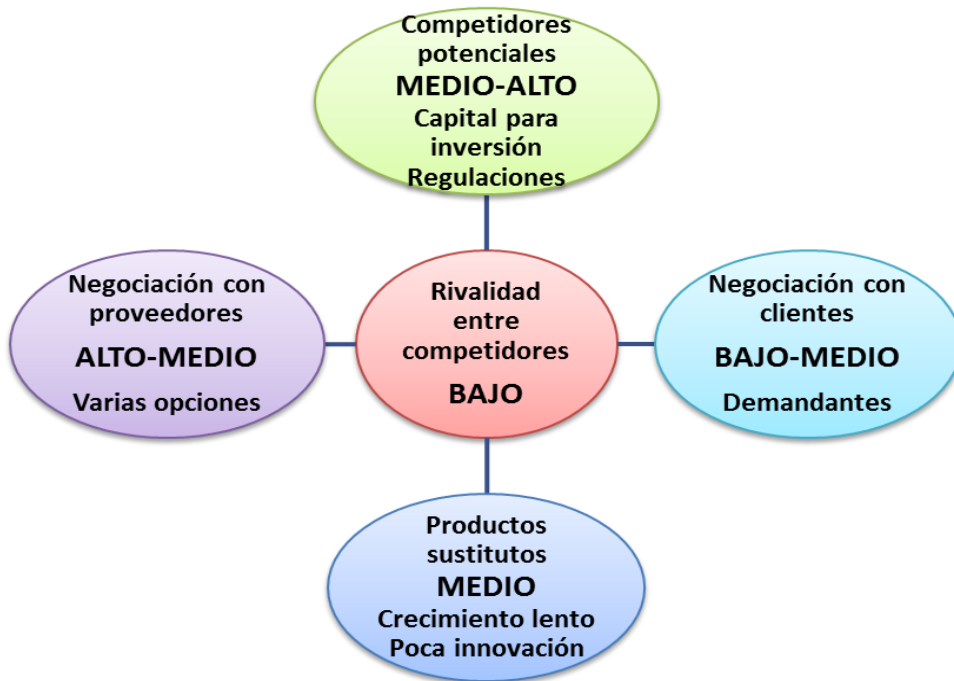 Competidores
potenciales
MEDIO-ALTO
Capital para
inversión
Regulaciones
Negociación con
proveedores
ALTO-MEDIO
Varias opciones
Rivalidad
entre
competidores
BAJO
Negociación con
clientes
BAJO-MEDIO
Demandantes
Productos
sustitutos
MEDIO
Crecimiento lento
Poca innovación